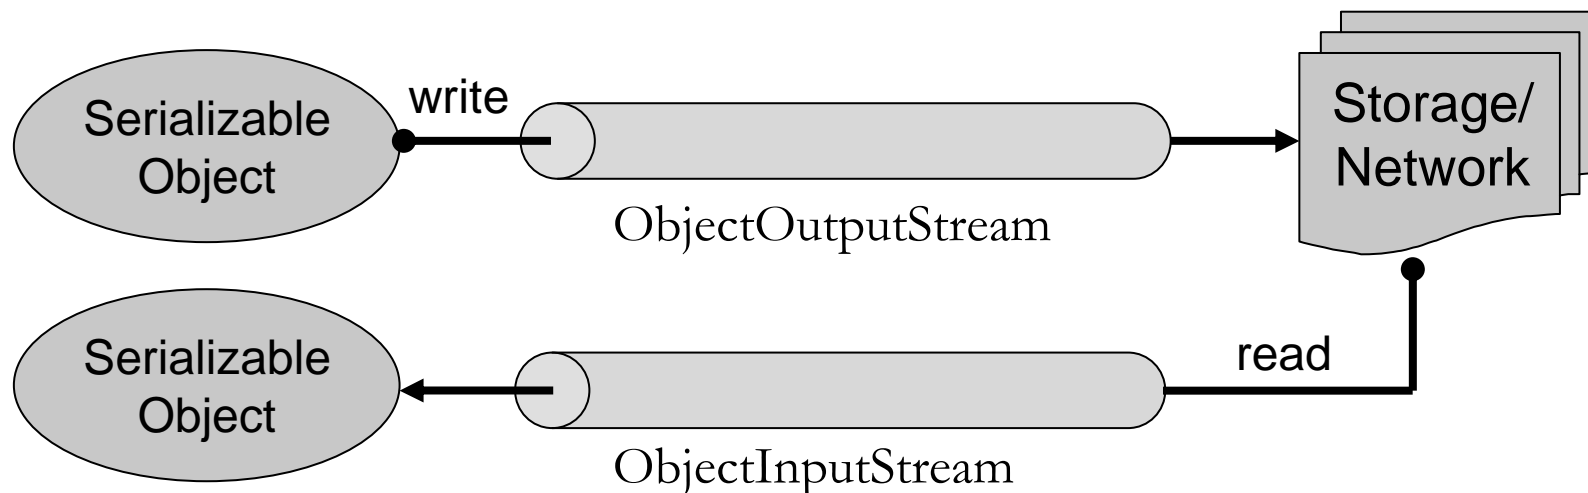 Serializable
Object
write
ObjectOutputStream
Storage/
Network
Serializable
Object
read
ObjectInputStream